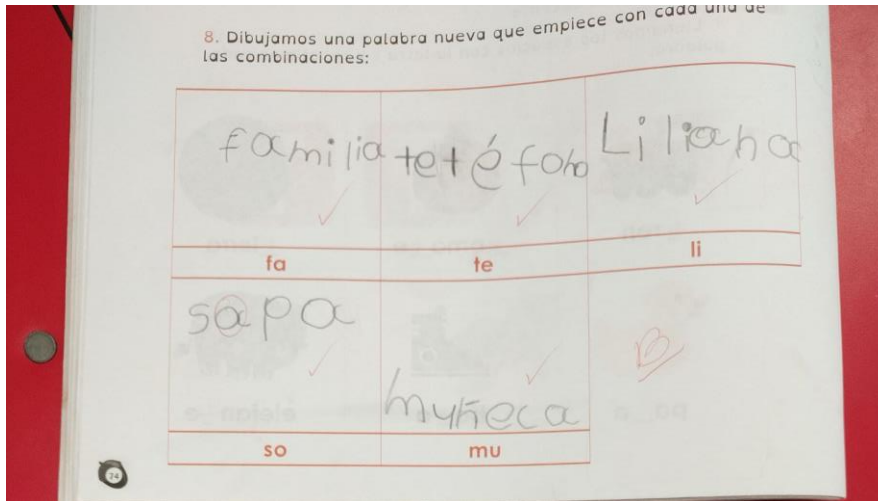 8. Dibujamos una palabra nueva que empiece con cada una de
las combinaciones:
familia tetéfono Liliana
fa te li
sapa
muñeca
so mu
74